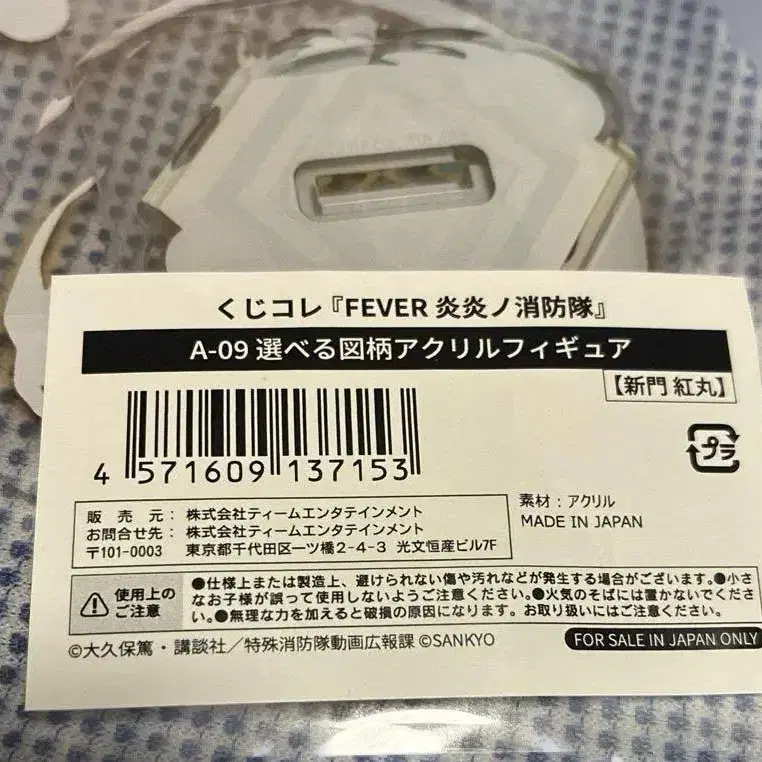 くじコレ『FEVER 炎炎ノ消防隊』
A-09 選べる図柄アクリルフィギュア
【新門 紅丸】
4 571609 137153
プラ
販 売 元： 株式会社ティームエンタテインメント
お問合せ先： 株式会社ティームエンタテインメント
〒101-0003 東京都千代田区一ツ橋2-4-3 光文恒産ビル7F
素材：アクリル
MADE IN JAPAN
使用上の
ご注意
●仕様上または製造上、避けられない傷や汚れなどが発生する場合がございます。●小さ
なお子様が誤って使用しないようご注意ください。●火気のそばには置かないでくださ
い。●無理な力を加えると破損の原因になります。お取り扱いにはご注意ください。
©大久保篤・講談社／特殊消防隊動画広報課 ©SANKYO
FOR SALE IN JAPAN ONLY